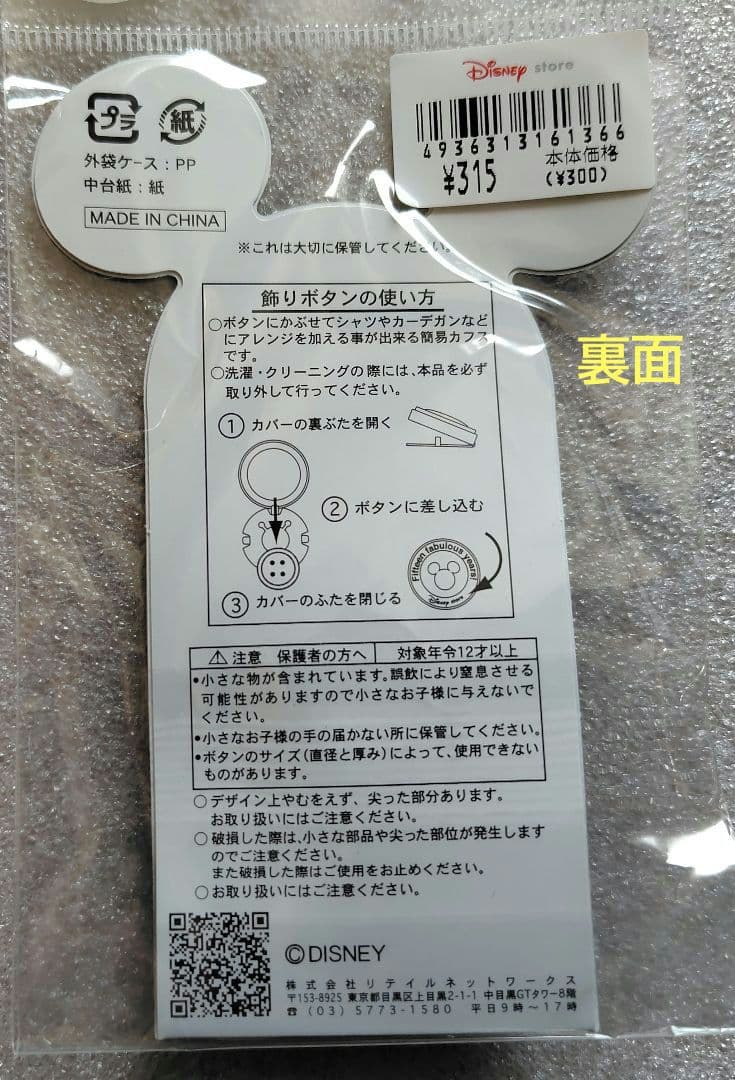 Disney store
4936313161366
¥315
本体価格
(¥300)
プラ
紙
外袋ケース：PP
中台紙：紙
MADE IN CHINA
※これは大切に保管してください。
飾りボタンの使い方
○ボタンにかぶせてシャツやカーデガンなど
にアレンジを加える事が出来る簡易カフス
です。
○洗濯・クリーニングの際には、本品を必ず
取り外して行ってください。
裏面
① カバーの裏ぶたを開く
② ボタンに差し込む
Fifteen fabulous years!
Disney store
③ カバーのふたを閉じる
⚠注意 保護者の方へ 対象年令12才以上
•小さな物が含まれています。誤飲により窒息させる
可能性がありますので小さなお子様に与えないで
ください。
•小さなお子様の手の届かない所に保管してください。
•ボタンのサイズ(直径と厚み)によって、使用できない
ものがあります。
○デザイン上やむをえず、尖った部分あります。
お取り扱いにはご注意ください。
○破損した際は、小さな部品や尖った部位が発生します
のでご注意ください。
また破損した際はご使用をお止めください。
○お取り扱いにはご注意ください。
©DISNEY
株式会社リテイルネットワークス
〒153-8925 東京都目黒区上目黒2-1-1 中目黒GTタワー8階
☎(03)5773-1580 平日9時〜17時